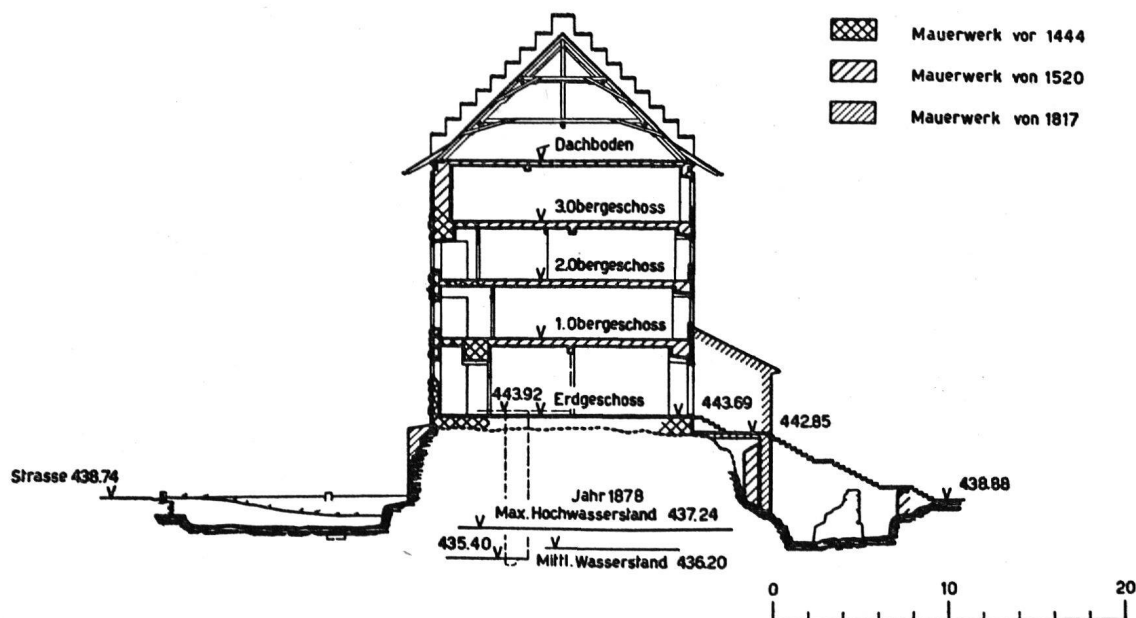 Mauerwerk vor 1444
Mauerwerk von 1520
Mauerwerk von 1817
Dachboden
3.Obergeschoss
2.Obergeschoss
1.Obergeschoss
443.92 Erdgeschoss
443.69
442.85
Strasse 438.74
438.88
Jahr 1878
Max. Hochwasserstand 437.24
435.40
Mittl. Wasserstand 436.20
0 10 20